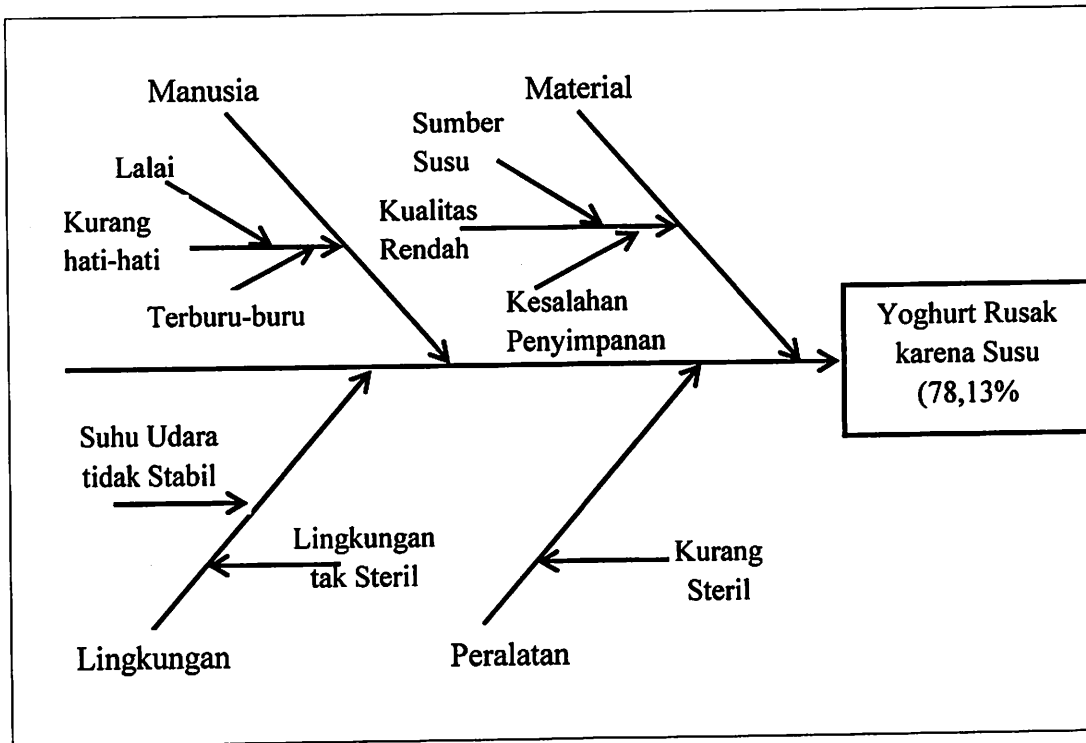 Manusia
Material
Sumber
Susu
Lalai
Kurang
hati-hati
Kualitas
Rendah
Terburu-buru
Kesalahan
Penyimpanan
Yoghurt Rusak
karena Susu
(78,13%
Suhu Udara
tidak Stabil
Lingkungan
tak Steril
Kurang
Steril
Lingkungan
Peralatan